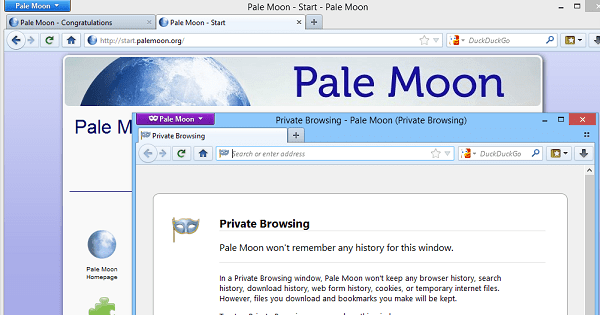 Pale Moon
Pale Moon - Start - Pale Moon
Pale Moon - Congratulations
Pale Moon - Start
http://start.palemoon.org/
DuckDuckGo
Pale Moon
Pale M
Pale Moon
Private Browsing - Pale Moon (Private Browsing)
Private Browsing
Search or enter address
DuckDuckGo
Private Browsing
Pale Moon won't remember any history for this window.
In a Private Browsing window, Pale Moon won't keep any browser history, search
history, download history, web form history, cookies, or temporary internet files.
However, files you download and bookmarks you make will be kept.
Pale Moon
Homepage